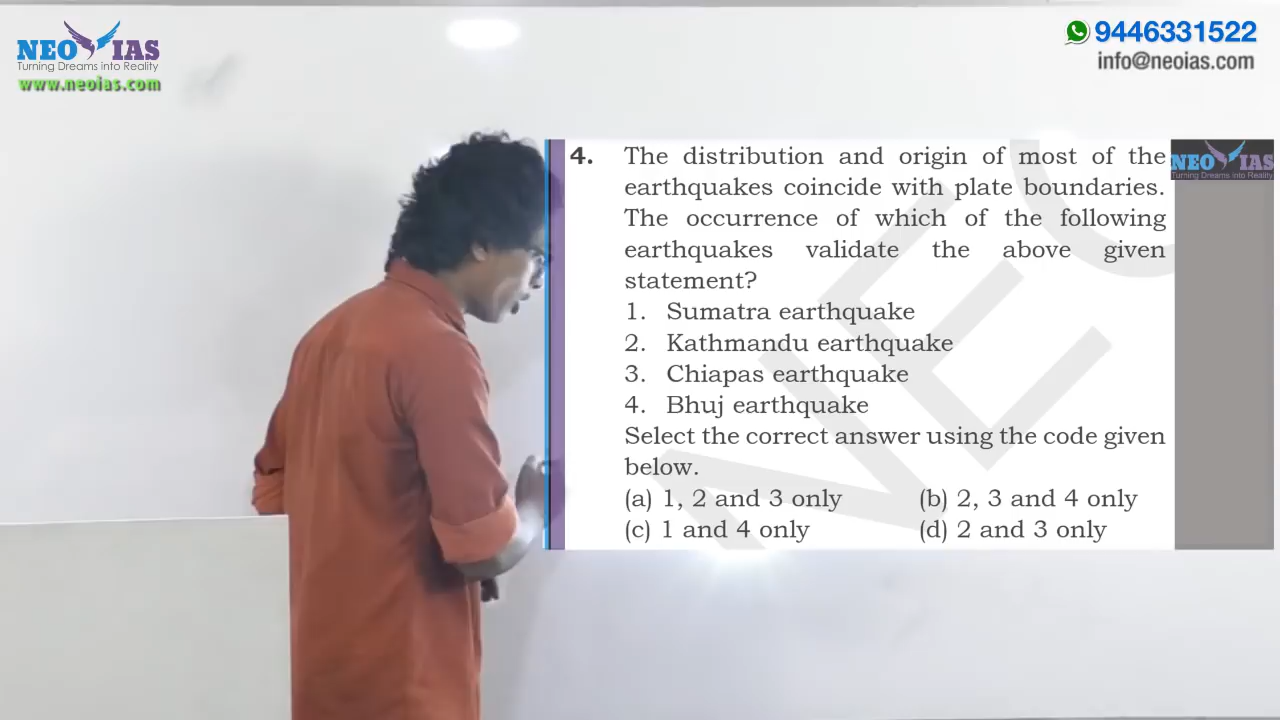 NEO IAS
Turning Dreams into Reality
www.neoias.com
9446331522
info@neoias.com
4. The distribution and origin of most of the
earthquakes coincide with plate boundaries.
The occurrence of which of the following
earthquakes validate the above given
statement?
1. Sumatra earthquake
2. Kathmandu earthquake
3. Chiapas earthquake
4. Bhuj earthquake
Select the correct answer using the code given
below.
(a) 1, 2 and 3 only (b) 2, 3 and 4 only
(c) 1 and 4 only (d) 2 and 3 only
NEO IAS
Turning Dreams into Reality
NEO